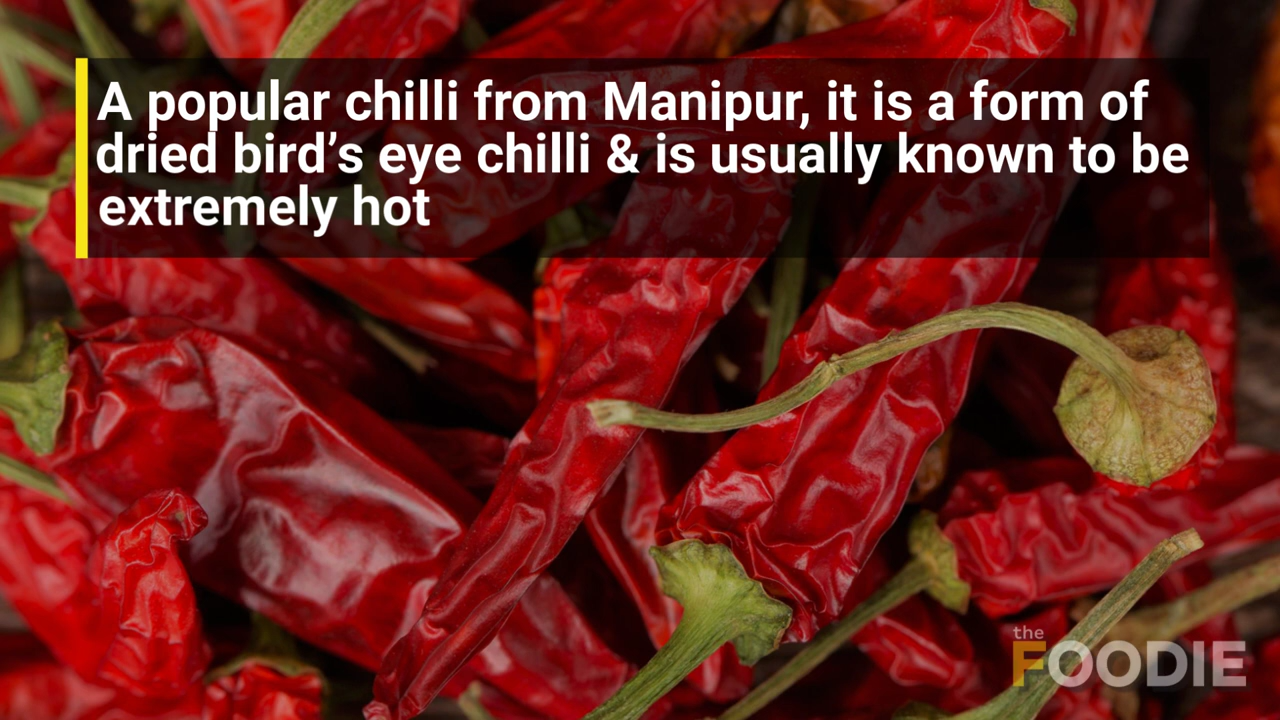 A popular chilli from Manipur, it is a form of
dried bird’s eye chilli & is usually known to be
extremely hot
the
FOODIE